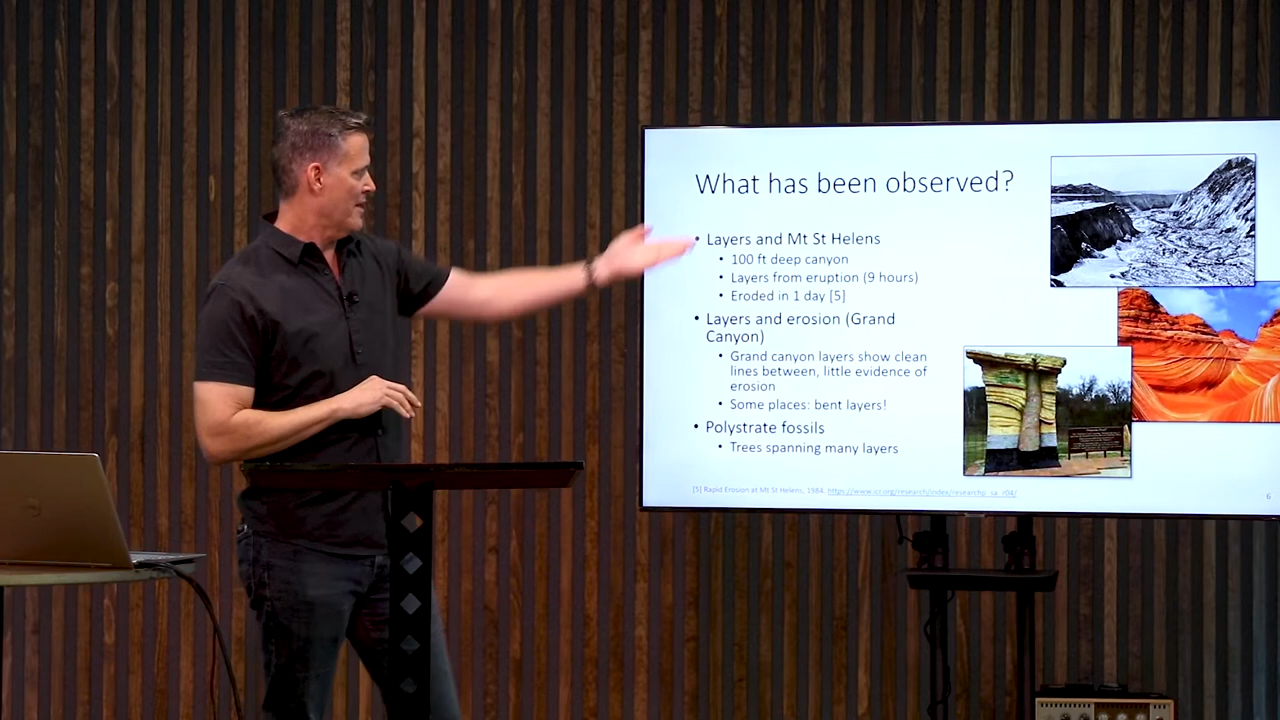 What has been observed?
• Layers and Mt St Helens
• 100 ft deep canyon
• Layers from eruption (9 hours)
• Eroded in 1 day [5]
• Layers and erosion (Grand
Canyon)
• Grand canyon layers show clean
lines between, little evidence of
erosion
• Some places: bent layers!
• Polystrate fossils
• Trees spanning many layers
[5] Rapid Erosion at Mt St Helens, 1984.
6